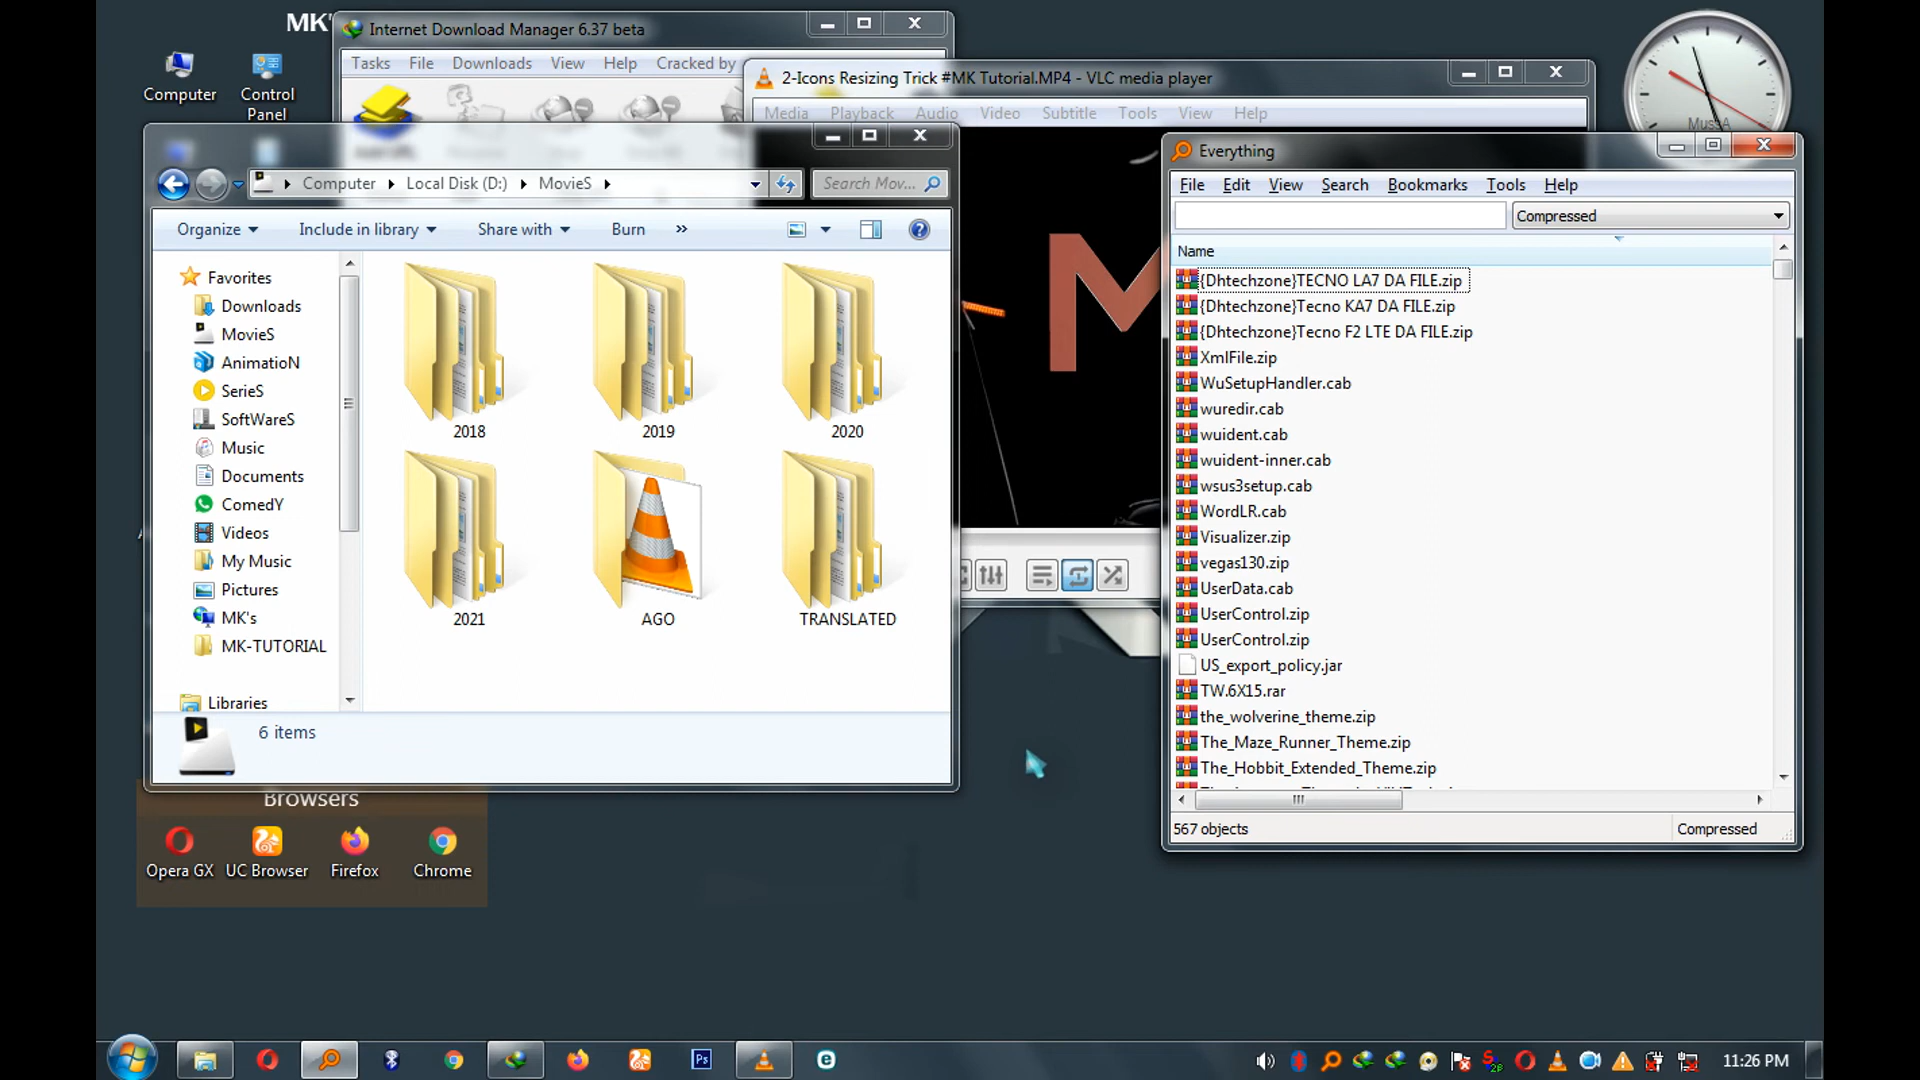 MK'
Computer
Control
Panel
Internet Download Manager 6.37 beta
Tasks File Downloads View Help Cracked by
2-Icons Resizing Trick #MK Tutorial.MP4 - VLC media player
Media Playback Audio Video Subtitle Tools View Help
MussA
M
Computer Local Disk (D:) MovieS
Search Mov...
Organize Include in library Share with Burn »
Favorites
Downloads
MovieS
AnimatioN
SerieS
SoftWareS
Music
Documents
ComedY
Videos
My Music
Pictures
MK's
MK-TUTORIAL
Libraries
2018 2019 2020
2021 AGO TRANSLATED
6 items
Everything
File Edit View Search Bookmarks Tools Help
Compressed
Name
{Dhtechzone}TECNO LA7 DA FILE.zip
{Dhtechzone}Tecno KA7 DA FILE.zip
{Dhtechzone}Tecno F2 LTE DA FILE.zip
XmlFile.zip
WuSetupHandler.cab
wuredir.cab
wuident.cab
wuident-inner.cab
wsus3setup.cab
WordLR.cab
Visualizer.zip
vegas130.zip
UserData.cab
UserControl.zip
UserControl.zip
US_export_policy.jar
TW.6X15.rar
the_wolverine_theme.zip
The_Maze_Runner_Theme.zip
The_Hobbit_Extended_Theme.zip
567 objects Compressed
Browsers
Opera GX UC Browser Firefox Chrome
Ps
11:26 PM